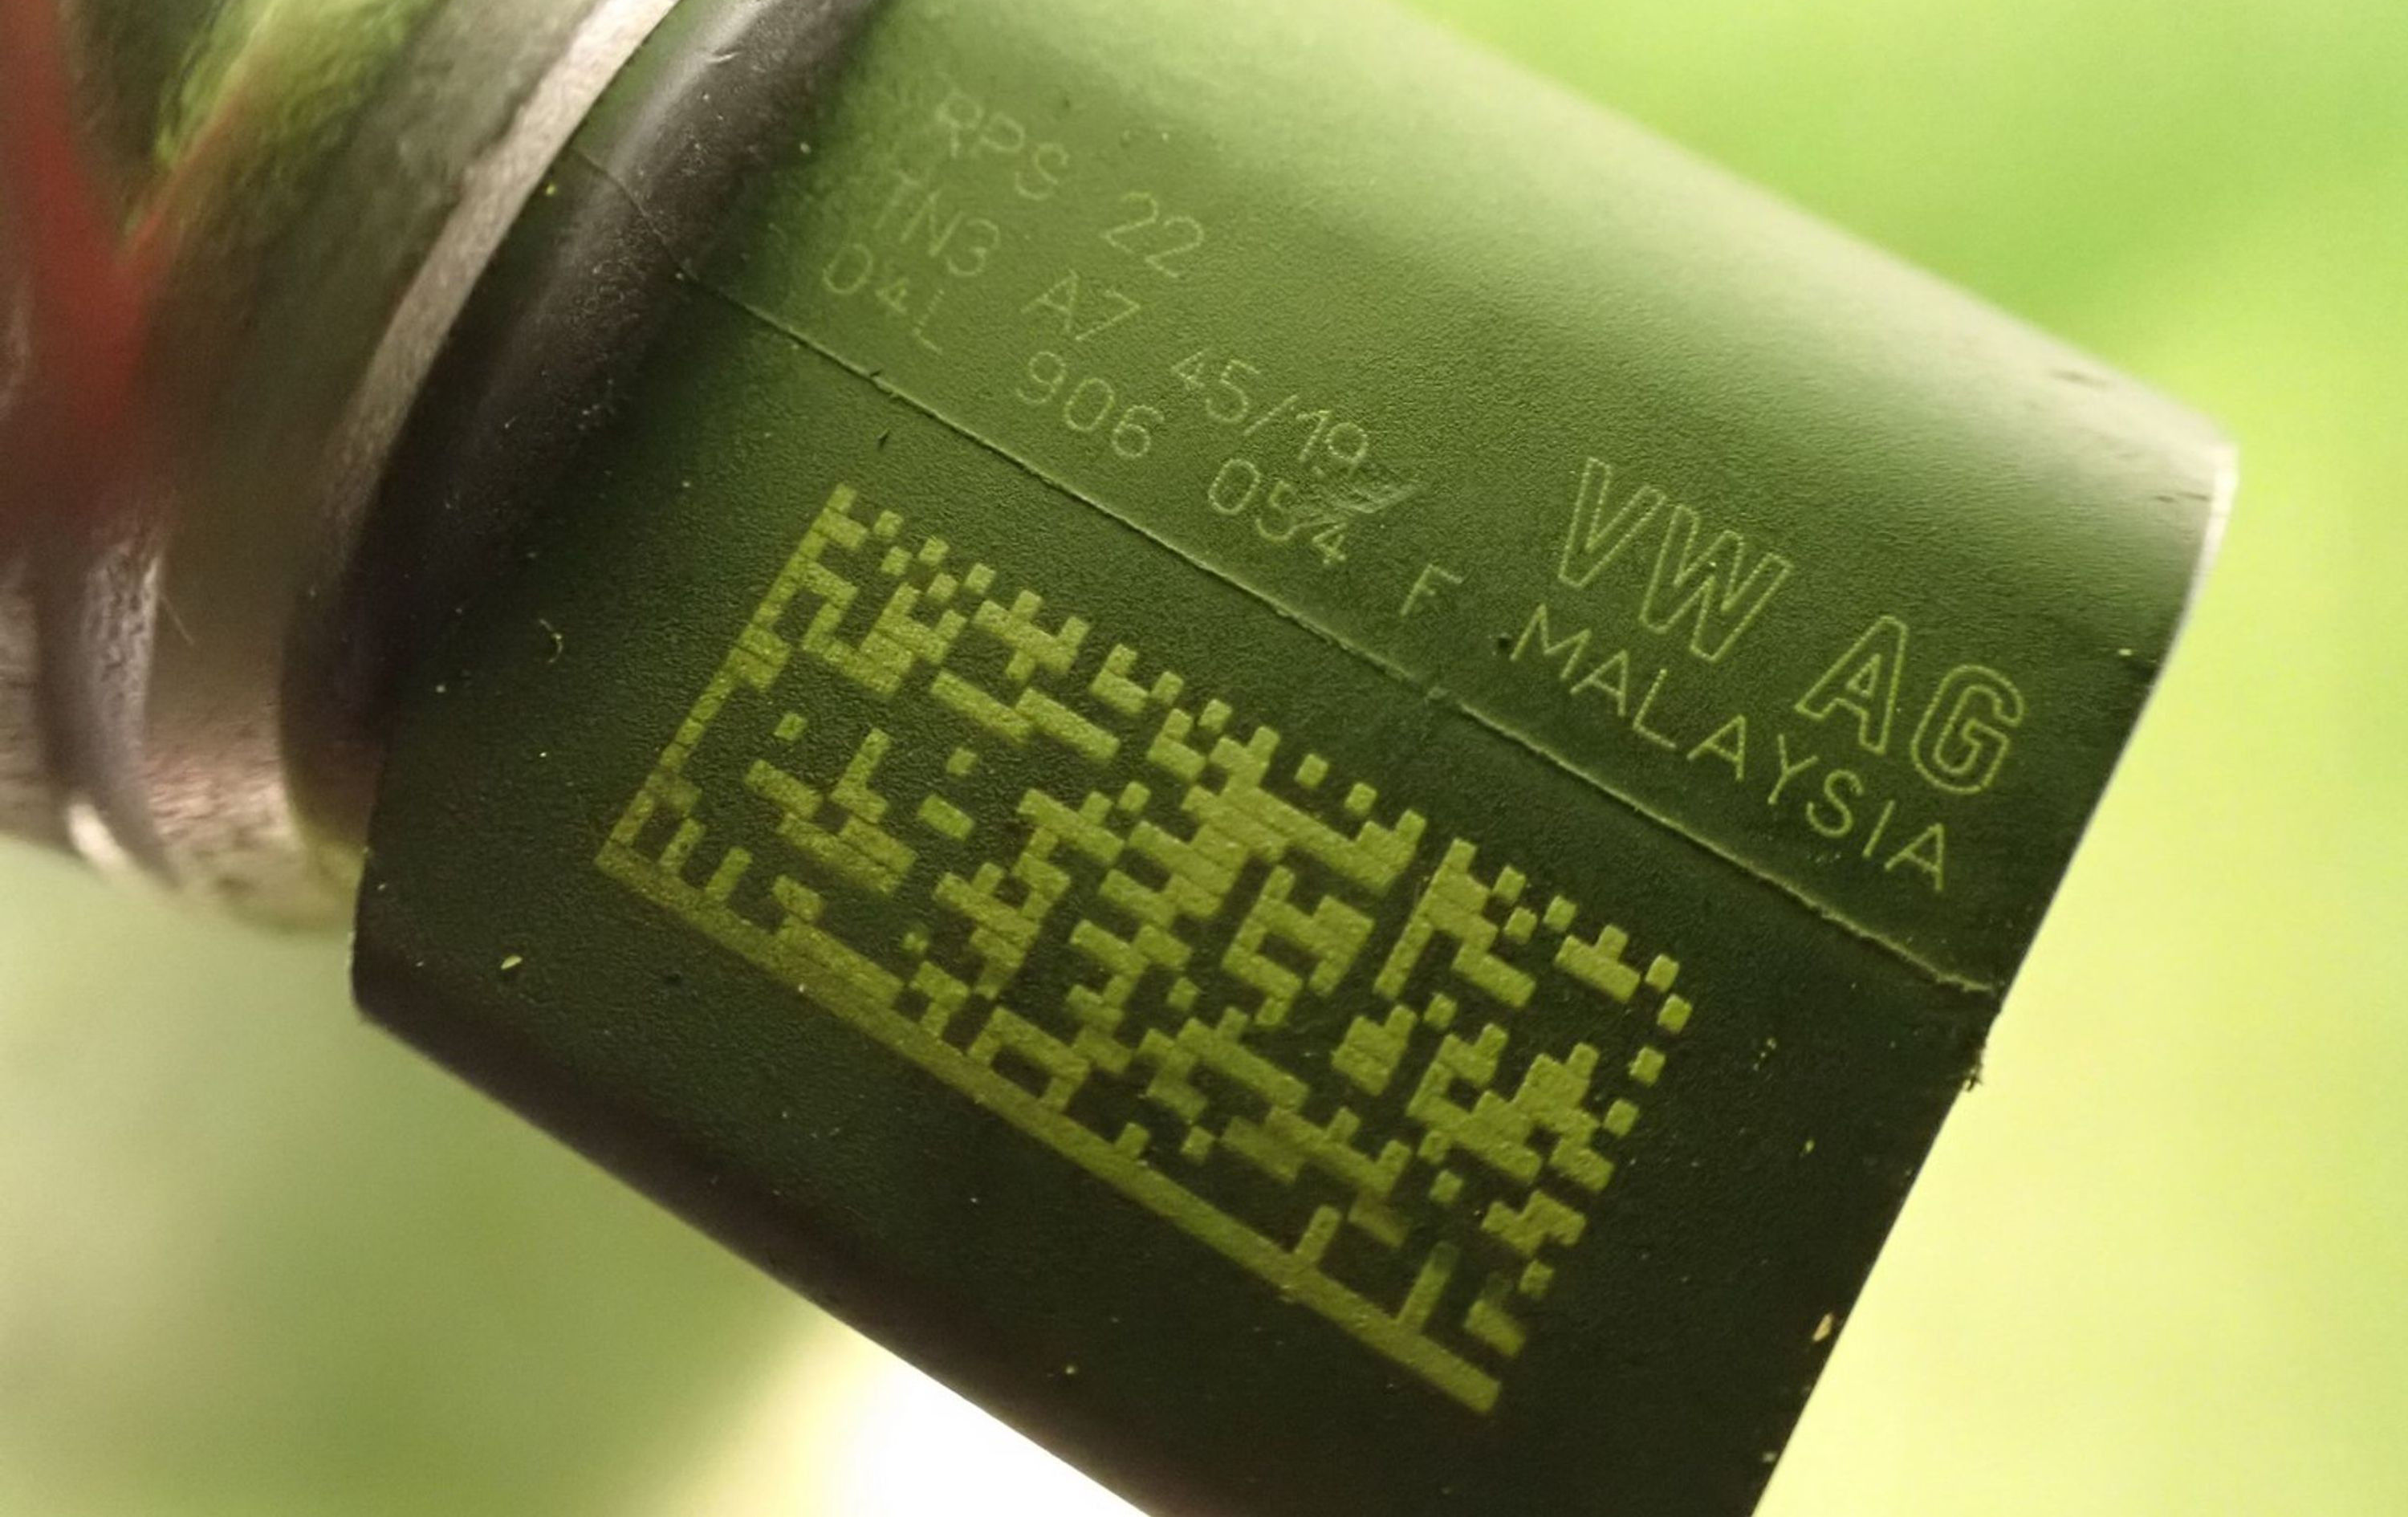 RPS 22
TN3 A7 45/19
04L 906 054 F
VW AG
MALAYSIA